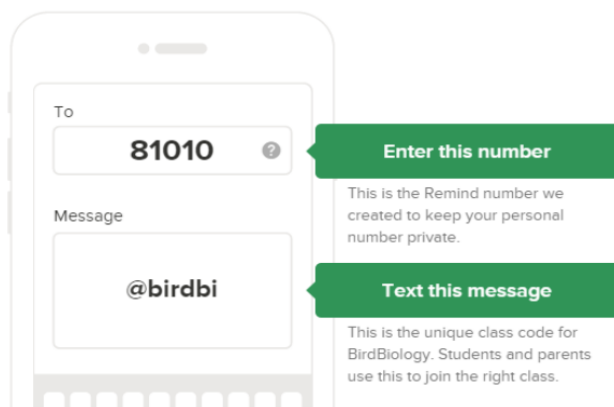 To
81010
?
Enter this number
This is the Remind number we
created to keep your personal
number private.
Message
@birdbi
Text this message
This is the unique class code for
BirdBiology. Students and parents
use this to join the right class.